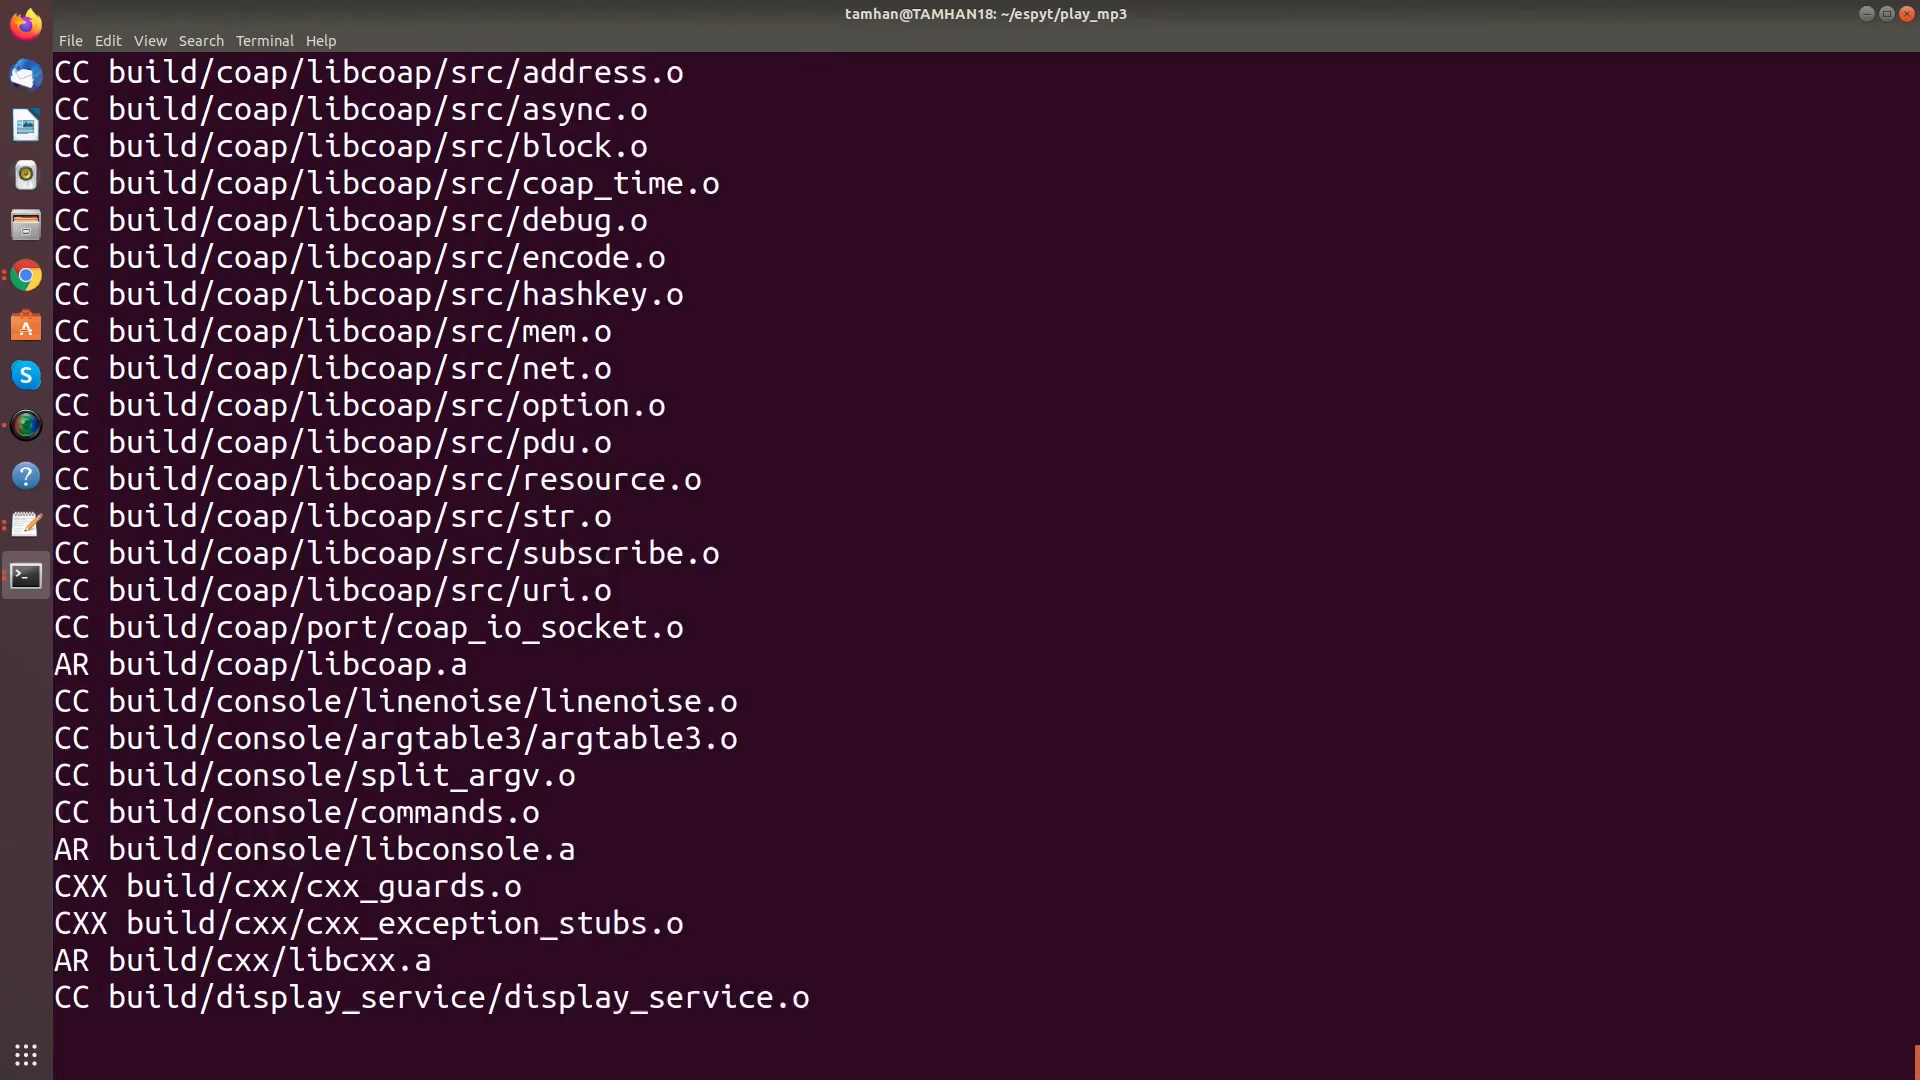 tamhan@TAMHAN18: ~/espyt/play_mp3
File Edit View Search Terminal Help
CC build/coap/libcoap/src/address.o
CC build/coap/libcoap/src/async.o
CC build/coap/libcoap/src/block.o
CC build/coap/libcoap/src/coap_time.o
CC build/coap/libcoap/src/debug.o
CC build/coap/libcoap/src/encode.o
CC build/coap/libcoap/src/hashkey.o
CC build/coap/libcoap/src/mem.o
CC build/coap/libcoap/src/net.o
CC build/coap/libcoap/src/option.o
CC build/coap/libcoap/src/pdu.o
CC build/coap/libcoap/src/resource.o
CC build/coap/libcoap/src/str.o
CC build/coap/libcoap/src/subscribe.o
CC build/coap/libcoap/src/uri.o
CC build/coap/port/coap_io_socket.o
AR build/coap/libcoap.a
CC build/console/linenoise/linenoise.o
CC build/console/argtable3/argtable3.o
CC build/console/split_argv.o
CC build/console/commands.o
AR build/console/libconsole.a
CXX build/cxx/cxx_guards.o
CXX build/cxx/cxx_exception_stubs.o
AR build/cxx/libcxx.a
CC build/display_service/display_service.o